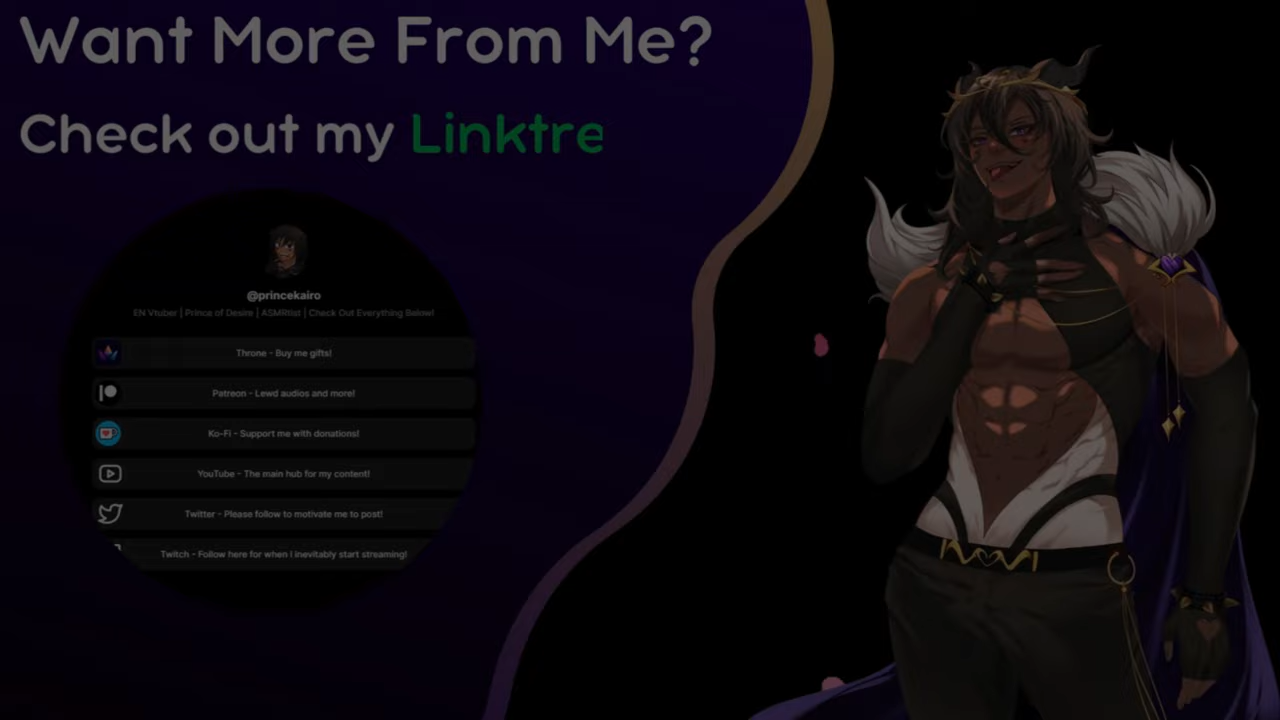 Want More From Me?
Check out my Linktre
@princekairo
EN Vtuber | Prince of Desire | ASMRtist | Check Out Everything Below!
Throne - Buy me gifts!
Patreon - Lewd audios and more!
Ko-Fi - Support me with donations!
YouTube - The main hub for my content!
Twitter - Please follow to motivate me to post!
Twitch - Follow here for when I inevitably start streaming!